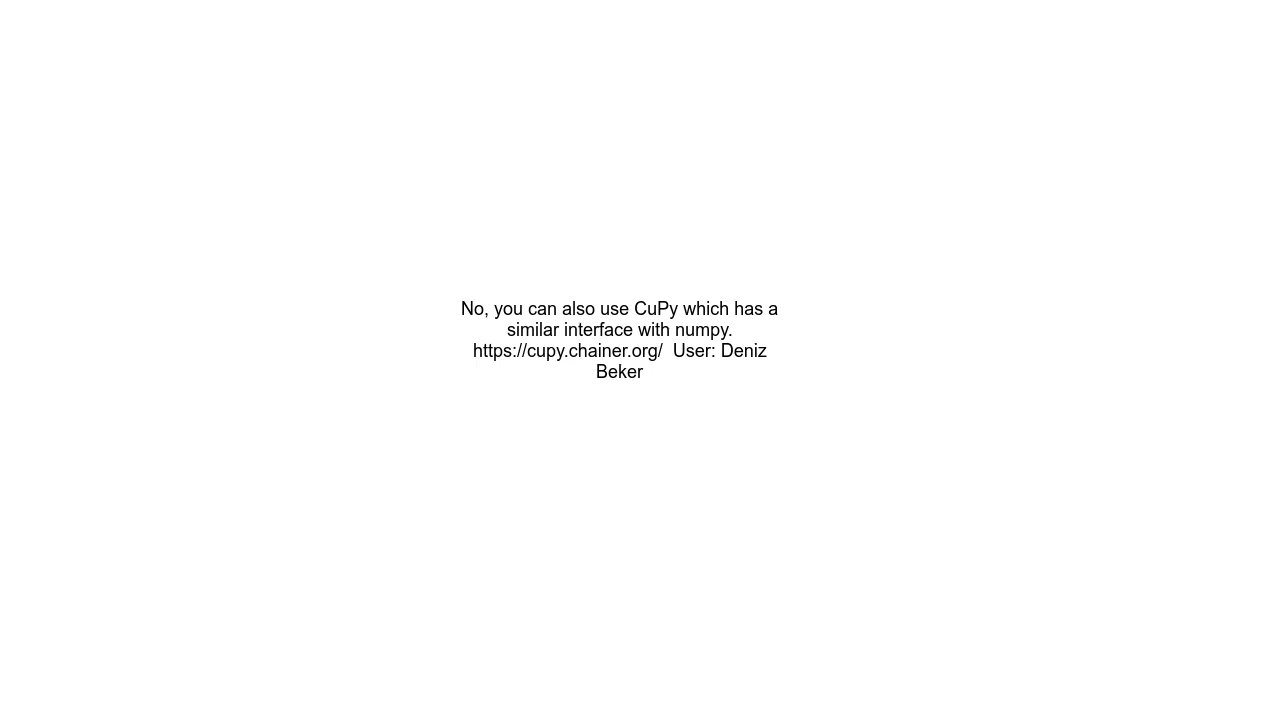 No, you can also use CuPy which has a
similar interface with numpy.
https://cupy.chainer.org/  User: Deniz
Beker